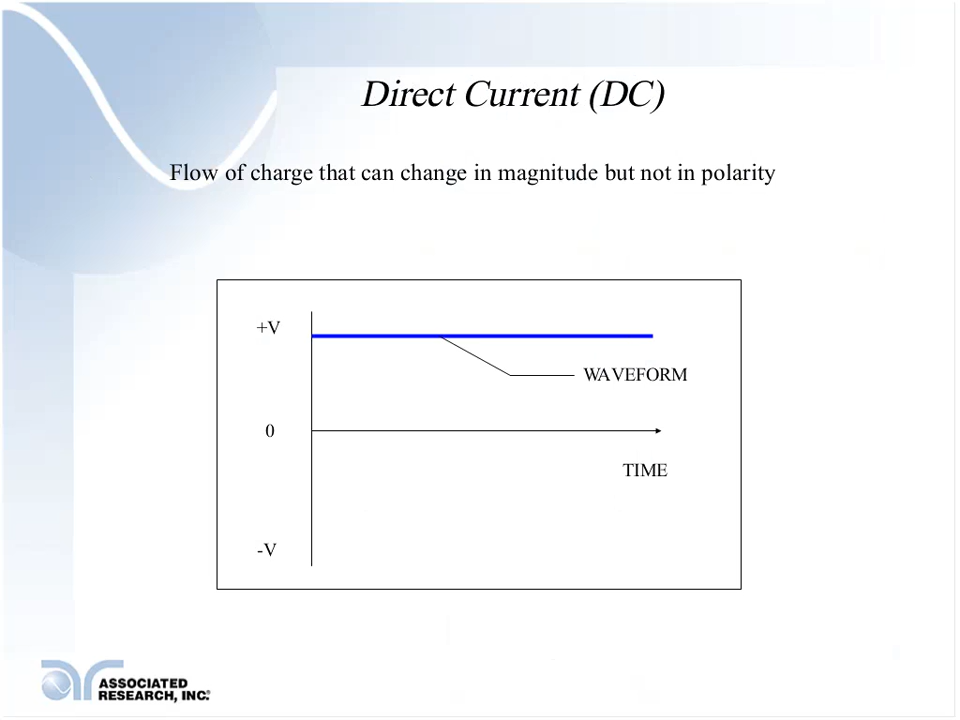 Direct Current (DC)
Flow of charge that can change in magnitude but not in polarity
+V
WAVEFORM
0
TIME
-V
ASSOCIATED
RESEARCH, INC.